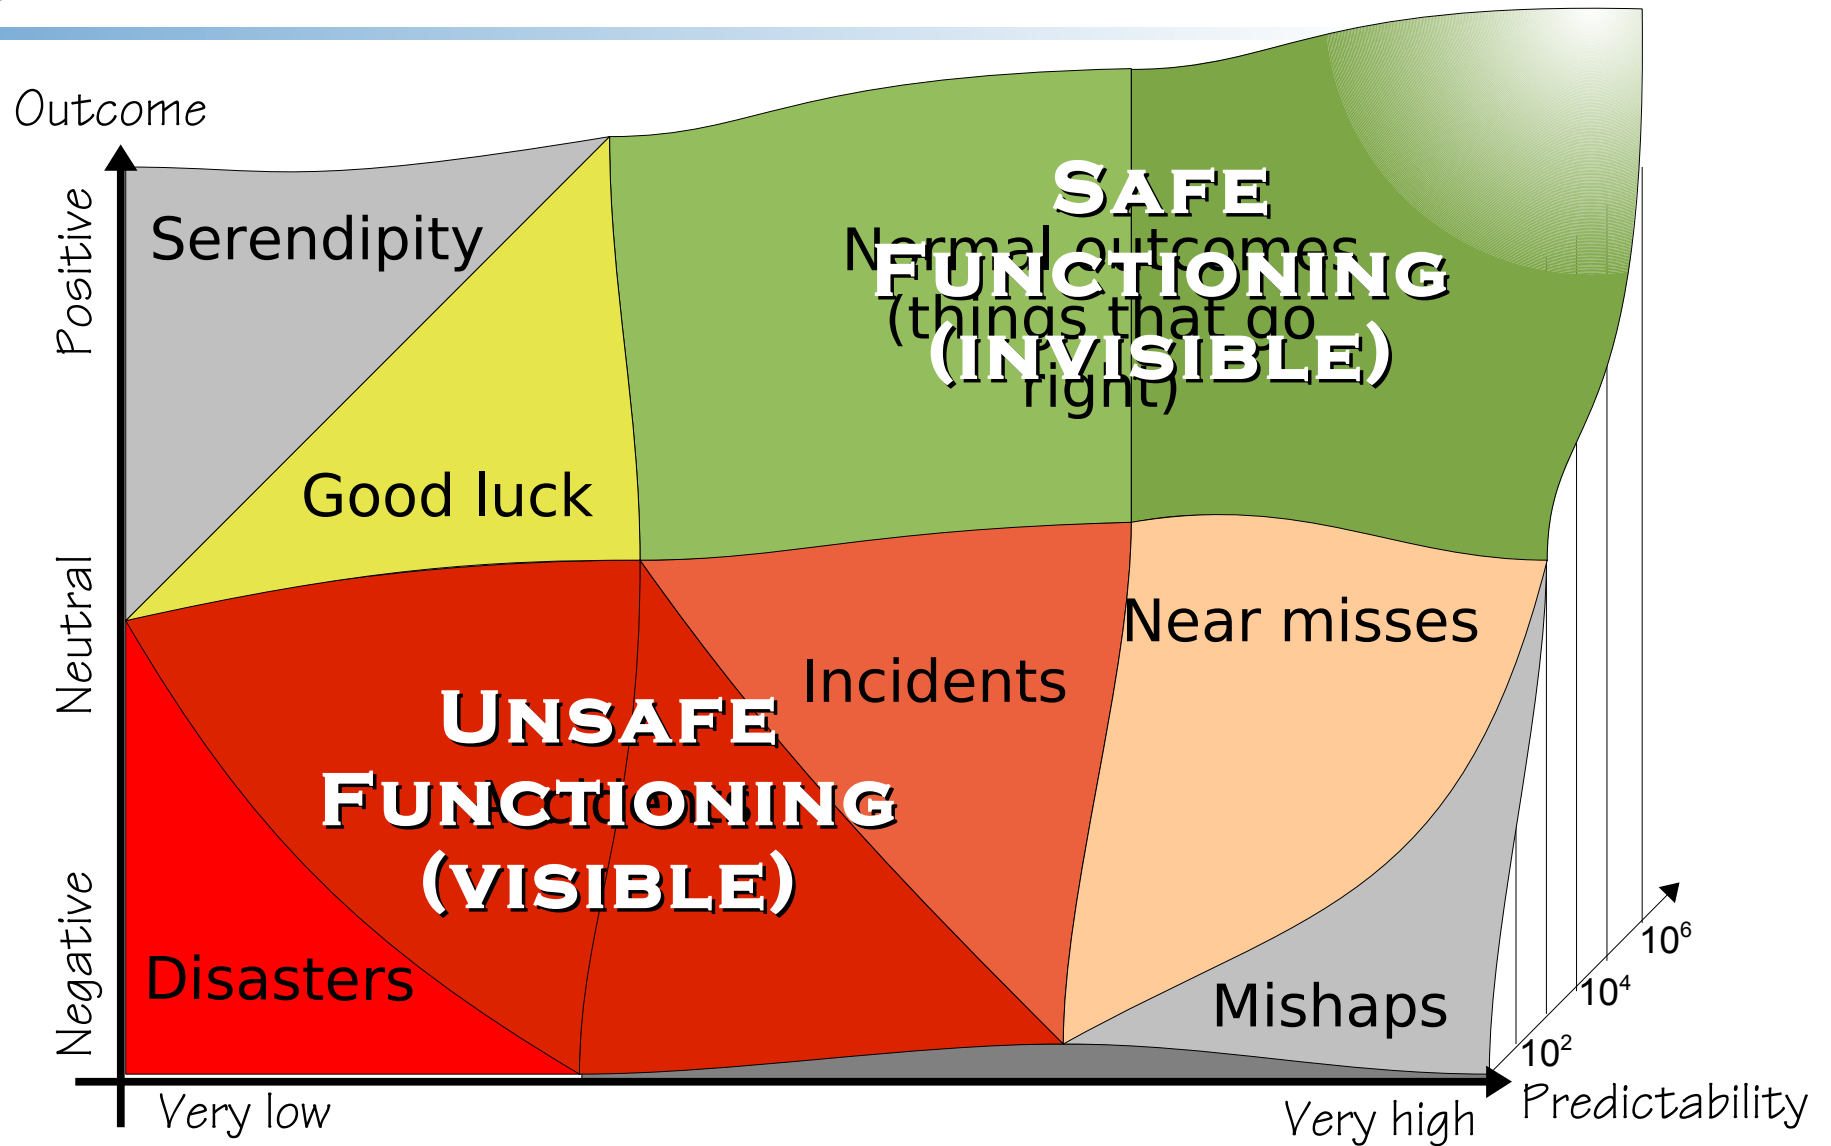 Outcome
Positive
Neutral
Negative
Serendipity
Good luck
Normal outcomes
(things that go
right)
SAFE
FUNCTIONING
(INVISIBLE)
Near misses
Incidents
UNSAFE
FUNCTIONING
(VISIBLE)
Accidents
Disasters
Mishaps
10⁶
10⁴
10²
Very low
Very high
Predictability